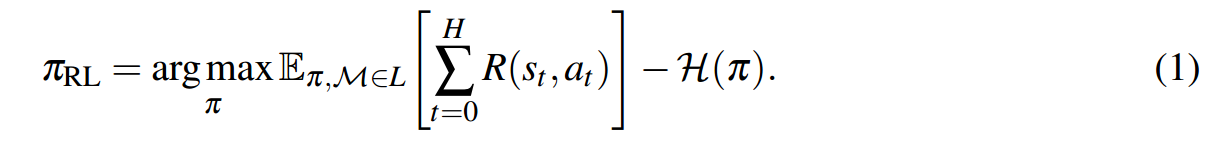 π_RL = arg max_π 𝔼_{π,ℳ∈L} [ ∑_{t=0}^{H} R(s_t, a_t) ] − ℋ(π). (1)